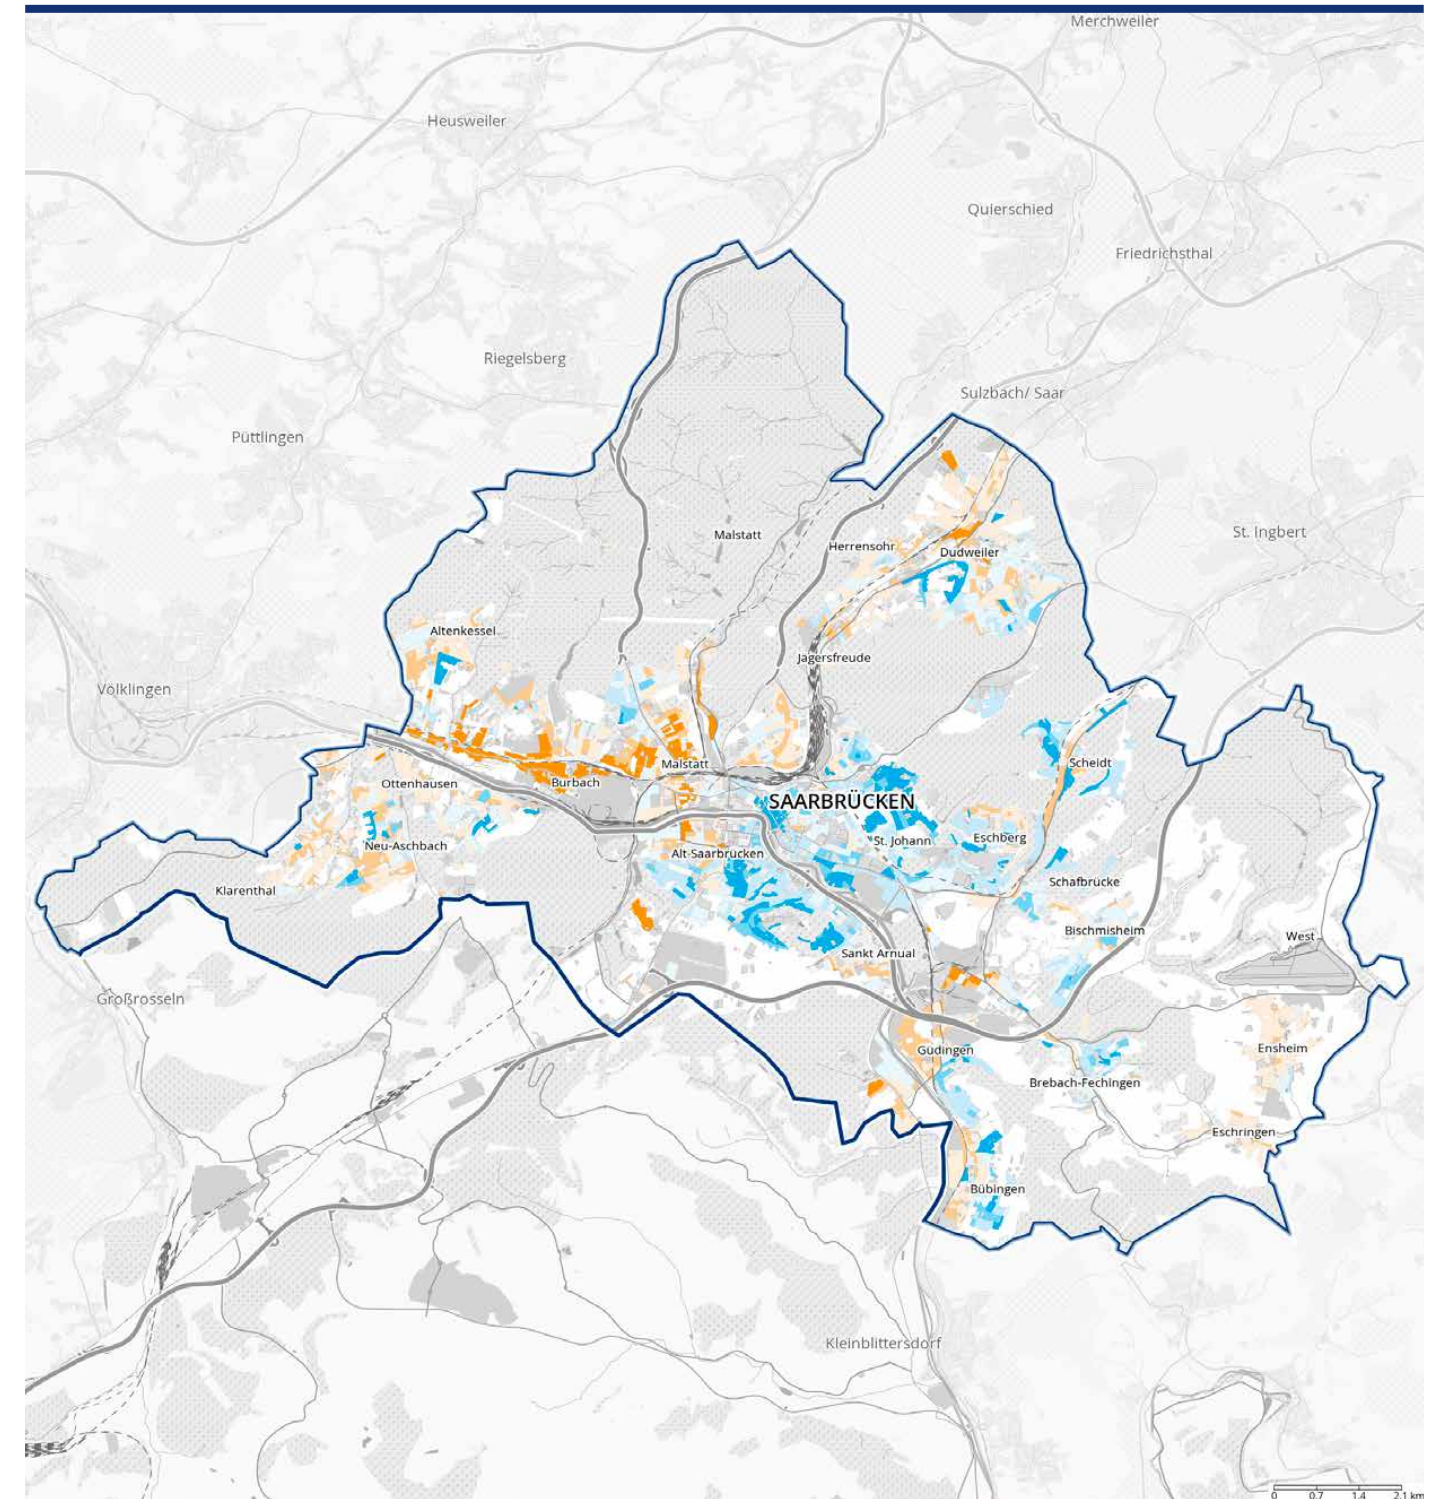 Merchweiler
Heusweiler
Quierschied
Friedrichsthal
Riegelsberg
Sulzbach/ Saar
Püttlingen
St. Ingbert
Malstatt
Herrensohr
Dudweiler
Altenkessel
Jägersfreude
Völklingen
Scheidt
Malstatt
Ottenhausen
Burbach
SAARBRÜCKEN
St. Johann
Eschberg
Neu-Aschbach
Alt-Saarbrücken
Schafbrücke
Klarenthal
Bischmisheim
West
Sankt Arnual
Großrosseln
Güdingen
Ensheim
Brebach-Fechingen
Eschringen
Bübingen
Kleinblittersdorf
0 0.7 1.4 2.1 km